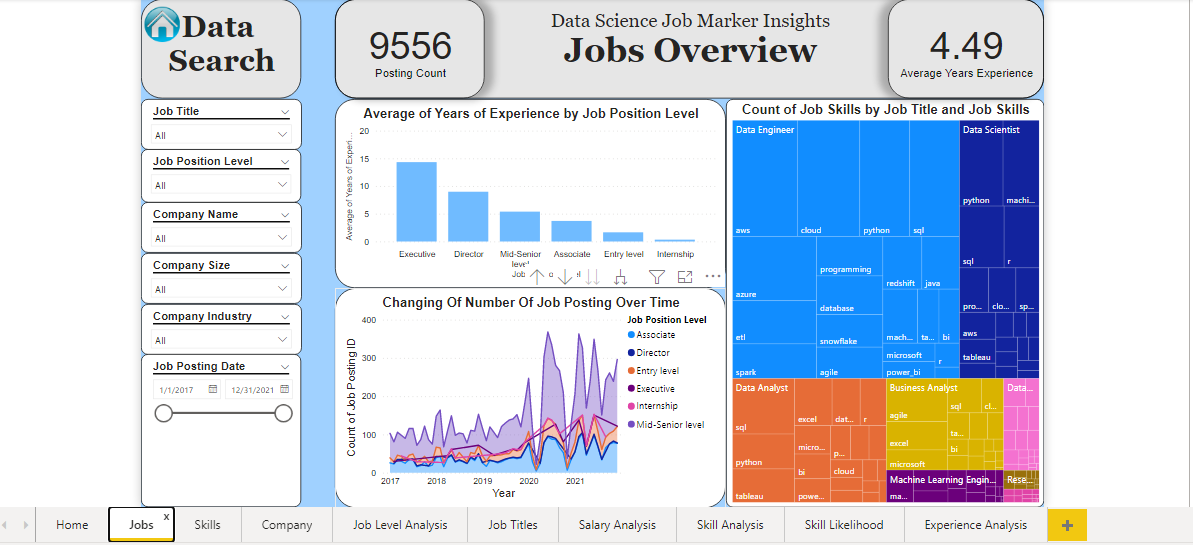 Data
Search
9556
Posting Count
Data Science Job Marker Insights
Jobs Overview
4.49
Average Years Experience
Job Title
All
Job Position Level
All
Company Name
All
Company Size
All
Company Industry
All
Job Posting Date
1/1/2017
12/31/2021
Average of Years of Experience by Job Position Level
Average of Years of Experi...
20
15
10
5
0
Executive
Director
Mid-Senior
level
Associate
Entry level
Internship
Job
Changing Of Number Of Job Posting Over Time
Count of Job Posting ID
400
300
200
100
0
2017
2018
2019
2020
2021
Year
Job Position Level
Associate
Director
Entry level
Executive
Internship
Mid-Senior level
Count of Job Skills by Job Title and Job Skills
Data Engineer
aws
cloud
python
sql
azure
etl
spark
programming
database
snowflake
agile
redshift
java
mach...
ta...
bi
microsoft
r
power_bi
Data Scientist
python
machi...
sql
r
pro...
clo...
sp...
aws
tableau
Data Analyst
sql
python
tableau
excel
dat...
r
micro...
p...
bi
cloud
powe...
Business Analyst
agile
excel
microsoft
sql
cl...
ta...
bi
Data...
Machine Learning Engin...
ma...
Rese...
Home
Jobs
x
Skills
Company
Job Level Analysis
Job Titles
Salary Analysis
Skill Analysis
Skill Likelihood
Experience Analysis
+